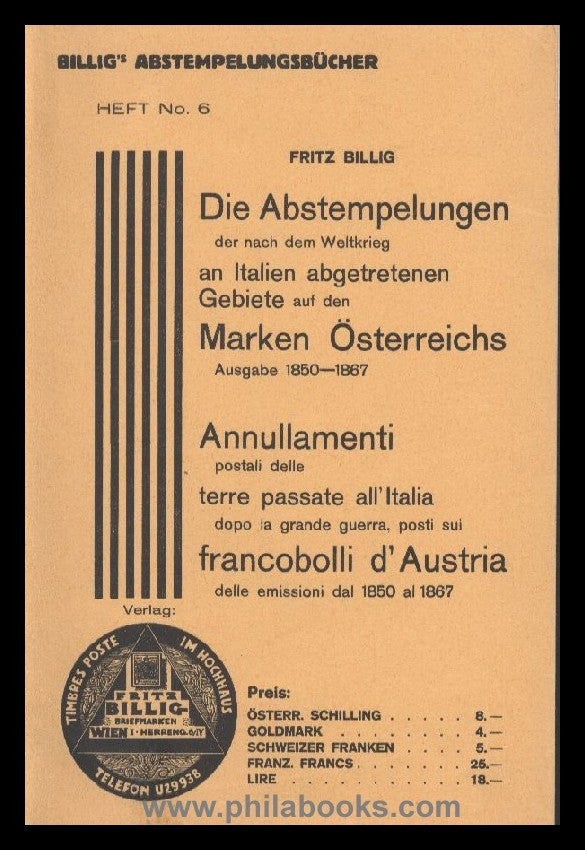 BILLIG'S ABSTEMPELUNGSBÜCHER
HEFT No. 6
FRITZ BILLIG
Die Abstempelungen
der nach dem Weltkrieg
an Italien abgetretenen
Gebiete auf den
Marken Österreichs
Ausgabe 1850—1867
Annullamenti
postali delle
terre passate all'Italia
dopo la grande guerra, posti sui
francobolli d'Austria
delle emissioni dal 1850 al 1867
Verlag:
TIMBRES POSTE IM HOCHHAUS
FRITZ
BILLIG
BRIEFMARKEN
WIEN I. HERRENG. 6/IV
TELEFON U29938
Preis:
ÖSTERR. SCHILLING . . . . . 8.—
GOLDMARK . . . . . . . . 4.—
SCHWEIZER FRANKEN . . . . 5.—
FRANZ. FRANCS . . . . . . 25.—
LIRE . . . . . . . . . . 18.—
www.philabooks.com